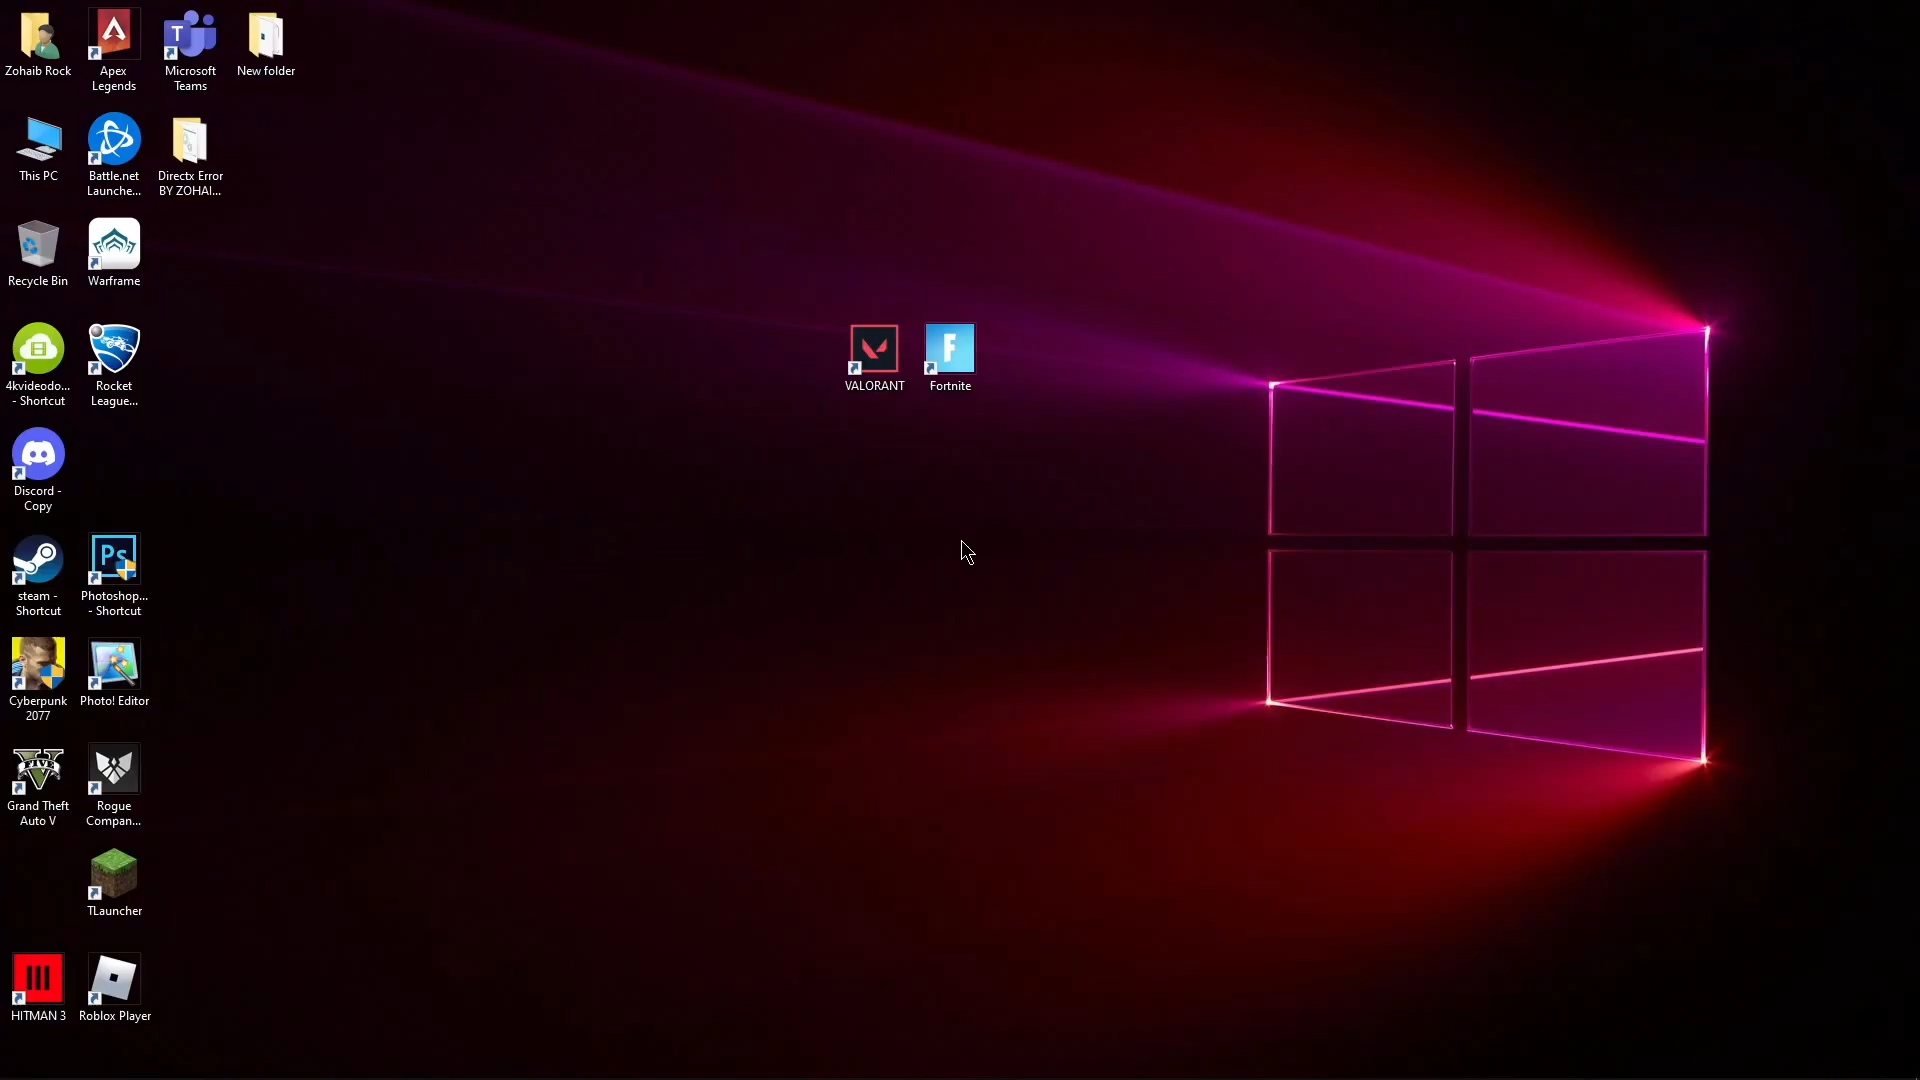 Zohaib Rock
Apex
Legends
Microsoft
Teams
New folder
This PC
Battle.net
Launche...
Directx Error
BY ZOHAI...
Recycle Bin
Warframe
4kvideodo...
- Shortcut
Rocket
League...
VALORANT
Fortnite
Discord -
Copy
steam -
Shortcut
Photoshop...
- Shortcut
Cyberpunk
2077
Photo! Editor
Grand Theft
Auto V
Rogue
Compan...
TLauncher
HITMAN 3
Roblox Player